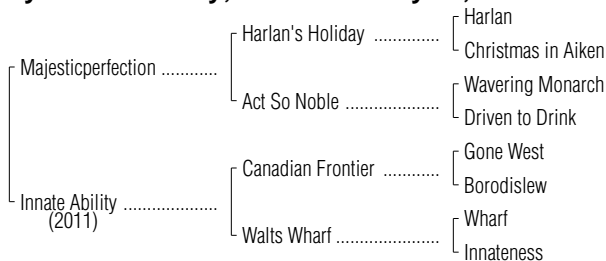 Harlan
Harlan's Holiday ..............
Christmas in Aiken
Majesticperfection ............
Wavering Monarch
Act So Noble ....................
Driven to Drink
Gone West
Canadian Frontier ............
Borodislew
Innate Ability ....................
(2011)
Wharf
Walts Wharf ......................
Innateness